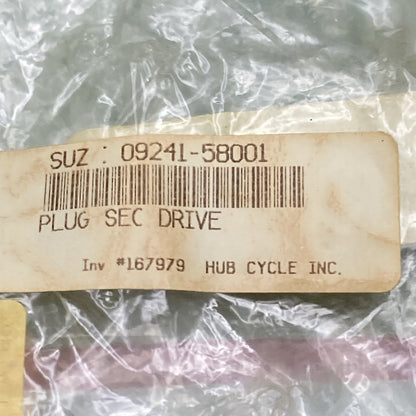 SUZ : 09241-58001
PLUG SEC DRIVE
Inv #167979 HUB CYCLE INC.